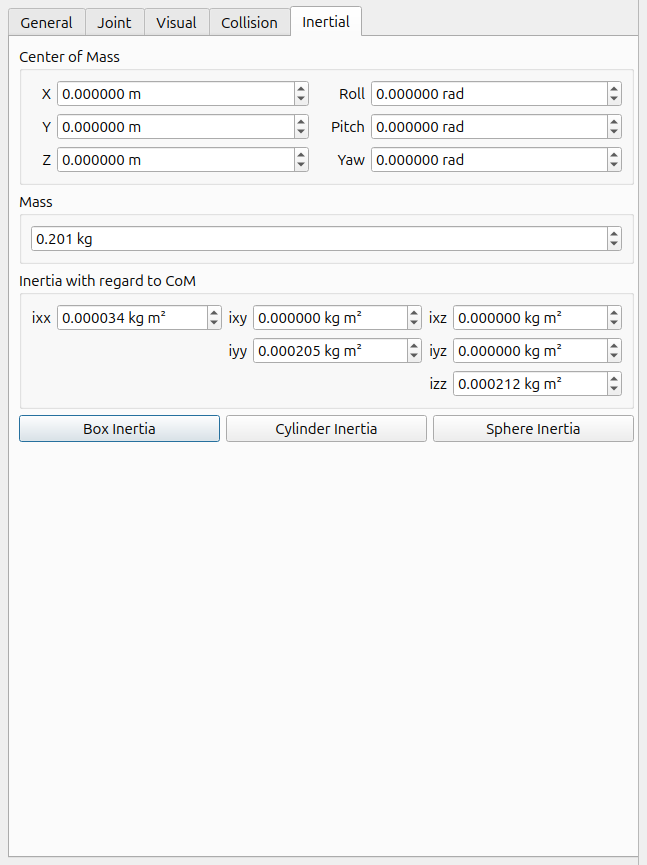 General Joint Visual Collision Inertial
Center of Mass
X 0.000000 m Roll 0.000000 rad
Y 0.000000 m Pitch 0.000000 rad
Z 0.000000 m Yaw 0.000000 rad
Mass
0.201 kg
Inertia with regard to CoM
ixx 0.000034 kg m² ixy 0.000000 kg m² ixz 0.000000 kg m²
iyy 0.000205 kg m² iyz 0.000000 kg m²
izz 0.000212 kg m²
Box Inertia Cylinder Inertia Sphere Inertia